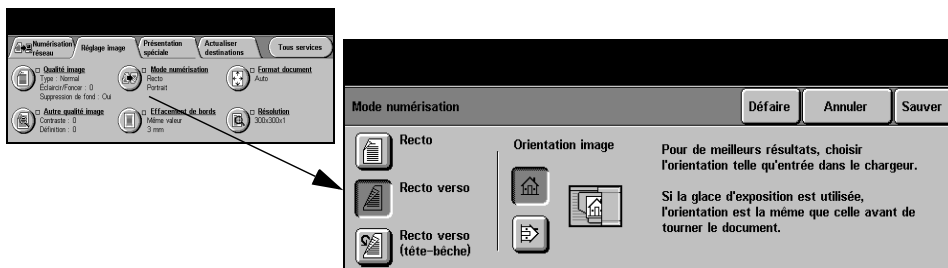 Numérisation réseau
Réglage image
Présentation spéciale
Actualiser destinations
Tous services
Qualité image
Type : Normal
Eclaircir/Foncer : 0
Suppression de fond : Oui
Mode numérisation
Recto
Portrait
Format document
Auto
Autre qualité image
Contraste : 0
Définition : 0
Effacement de bords
Même valeur
3 mm
Résolution
300x300x1
Mode numérisation
Défaire
Annuler
Sauver
Recto
Recto verso
Recto verso
(tête-bêche)
Orientation image
Pour de meilleurs résultats, choisir
l'orientation telle qu'entrée dans le chargeur.
Si la glace d'exposition est utilisée,
l'orientation est la même que celle avant de
tourner le document.